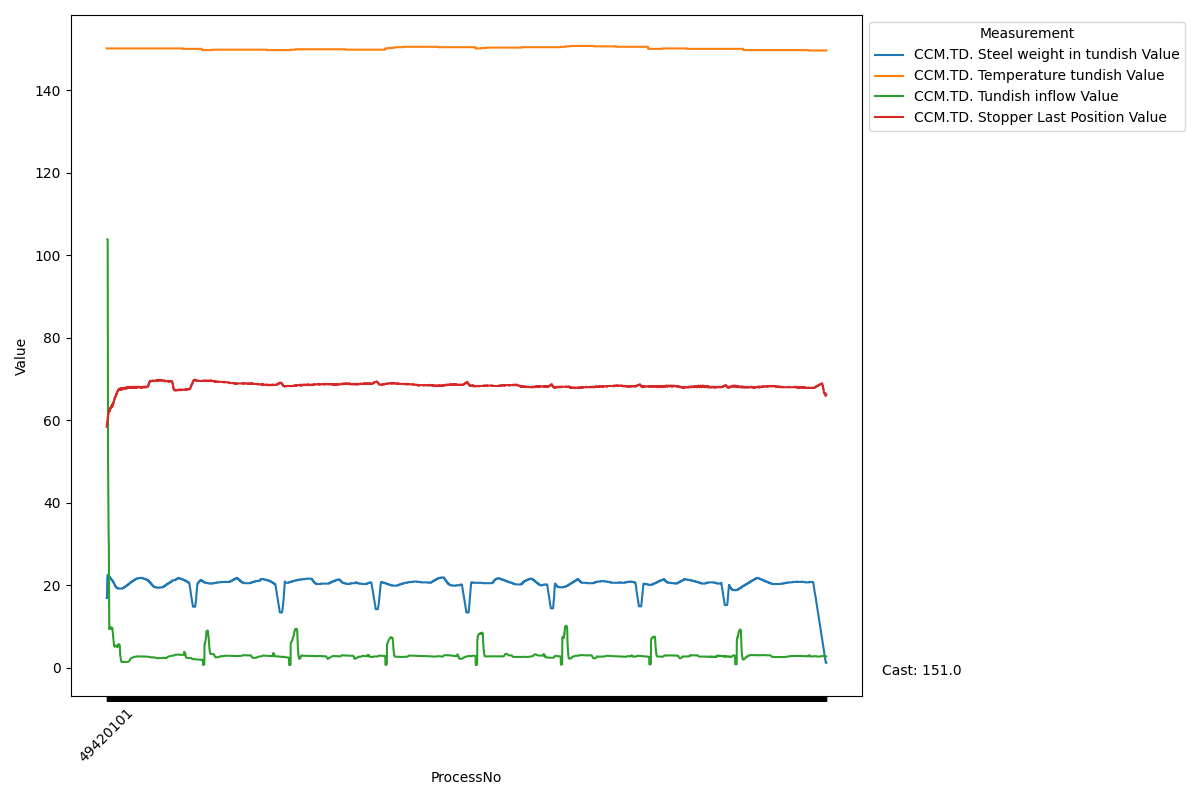 Measurement
CCM.TD. Steel weight in tundish Value
CCM.TD. Temperature tundish Value
CCM.TD. Tundish inflow Value
CCM.TD. Stopper Last Position Value
140
120
100
80
60
40
20
0
Value
Cast: 151.0
49420101
ProcessNo